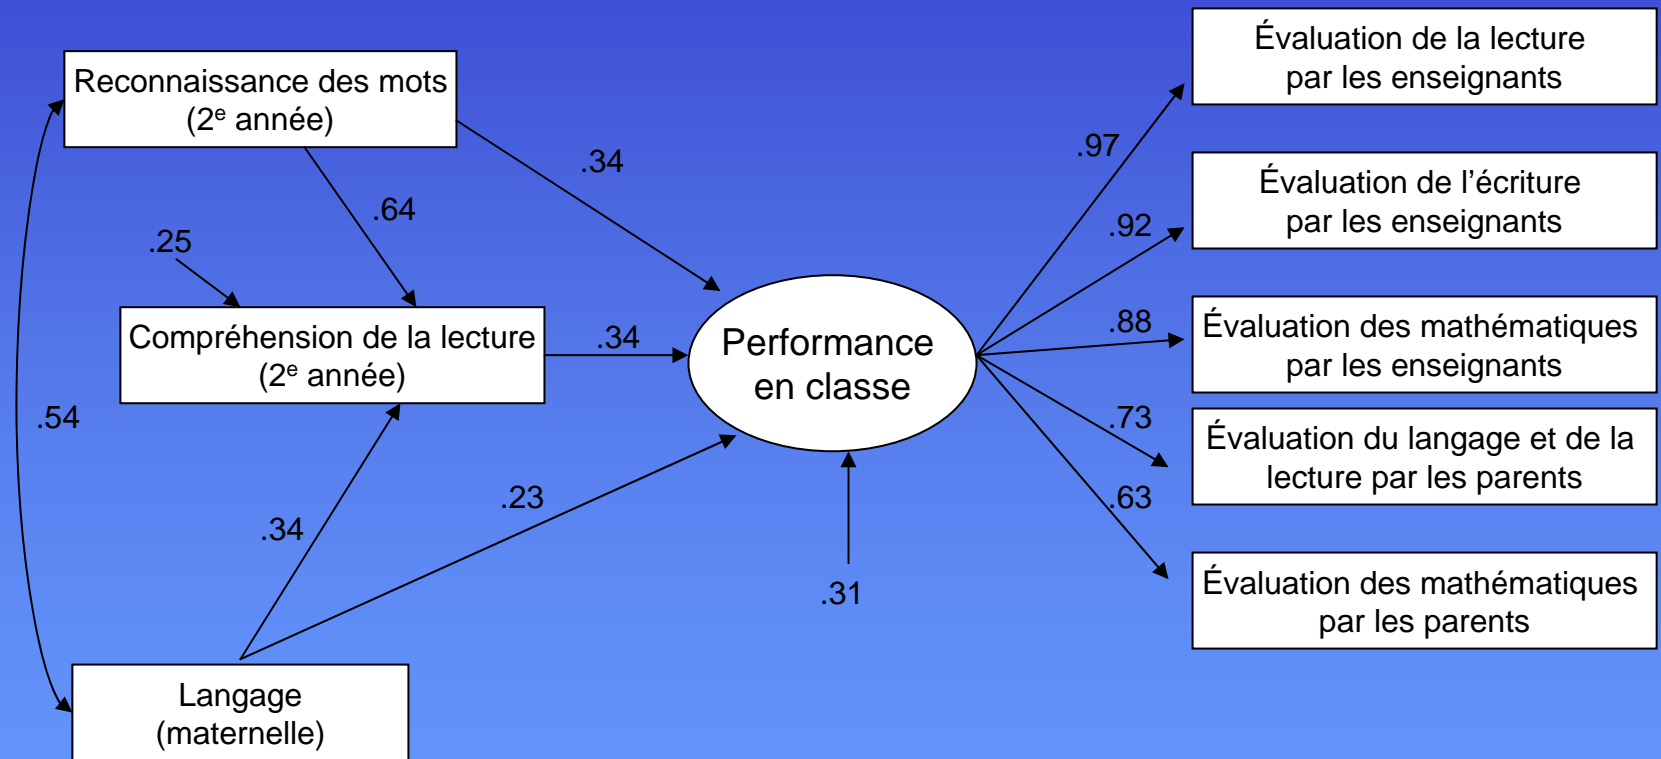 Reconnaissance des mots
(2e année)
.34
.64
.25
Compréhension de la lecture
(2e année)
.34
.54
.34
.23
Langage
(maternelle)
Performance
en classe
.31
.97
.92
.88
.73
.63
Évaluation de la lecture
par les enseignants
Évaluation de l’écriture
par les enseignants
Évaluation des mathématiques
par les enseignants
Évaluation du langage et de la
lecture par les parents
Évaluation des mathématiques
par les parents